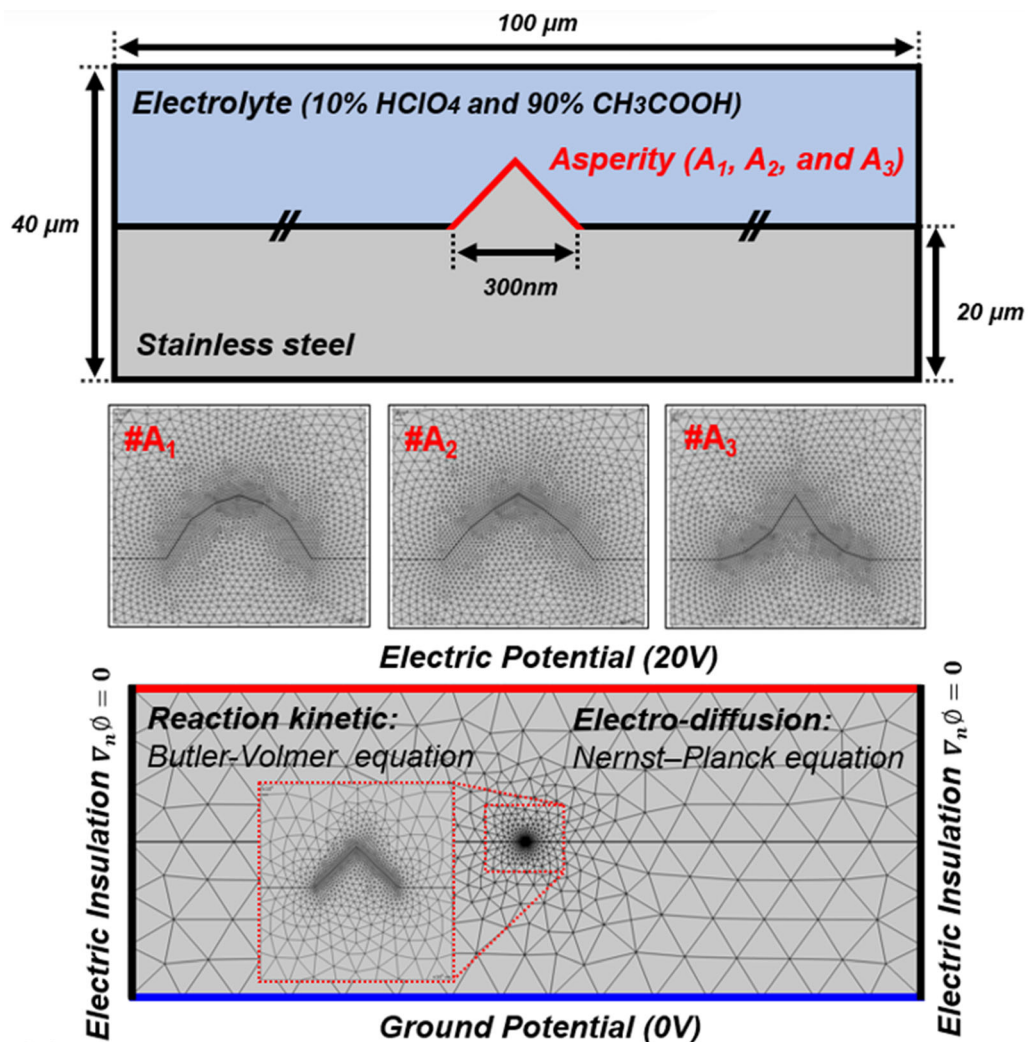 100 µm
Electrolyte (10% HClO4 and 90% CH3COOH)
Asperity (A1, A2, and A3)
40 µm
300nm
20 µm
Stainless steel
#A1
#A2
#A3
Electric Potential (20V)
Electric Insulation ∇n∅ = 0
Reaction kinetic:
Butler-Volmer equation
Electro-diffusion:
Nernst–Planck equation
Electric Insulation ∇n∅ = 0
Ground Potential (0V)